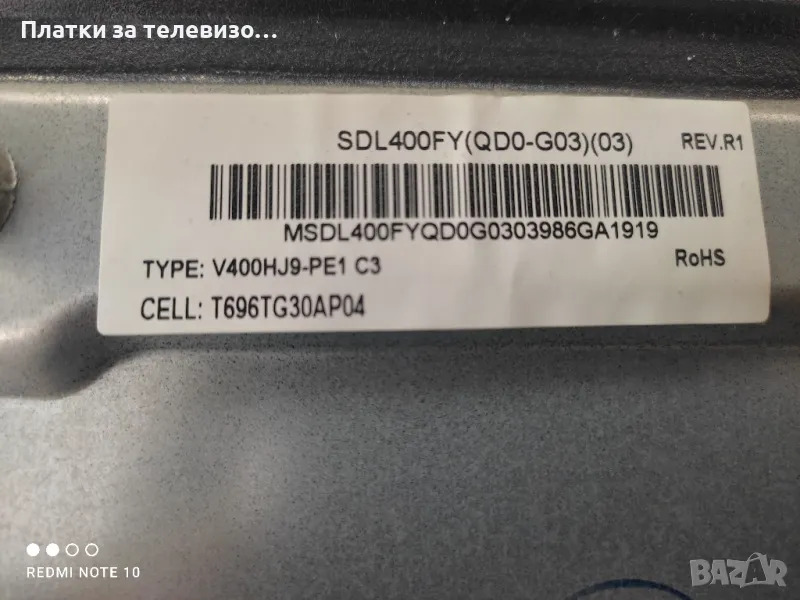 Платки за телевизо...
SDL400FY(QD0-G03)(03) REV.R1
MSDL400FYQD0G0303986GA1919
TYPE: V400HJ9-PE1 C3 RoHS
CELL: T696TG30AP04
REDMI NOTE 10
BAZAR